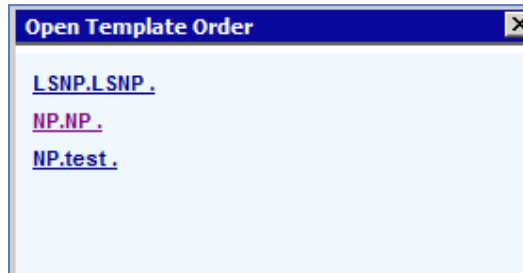 Open Template Order
LSNP.LSNP .
NP.NP .
NP.test .